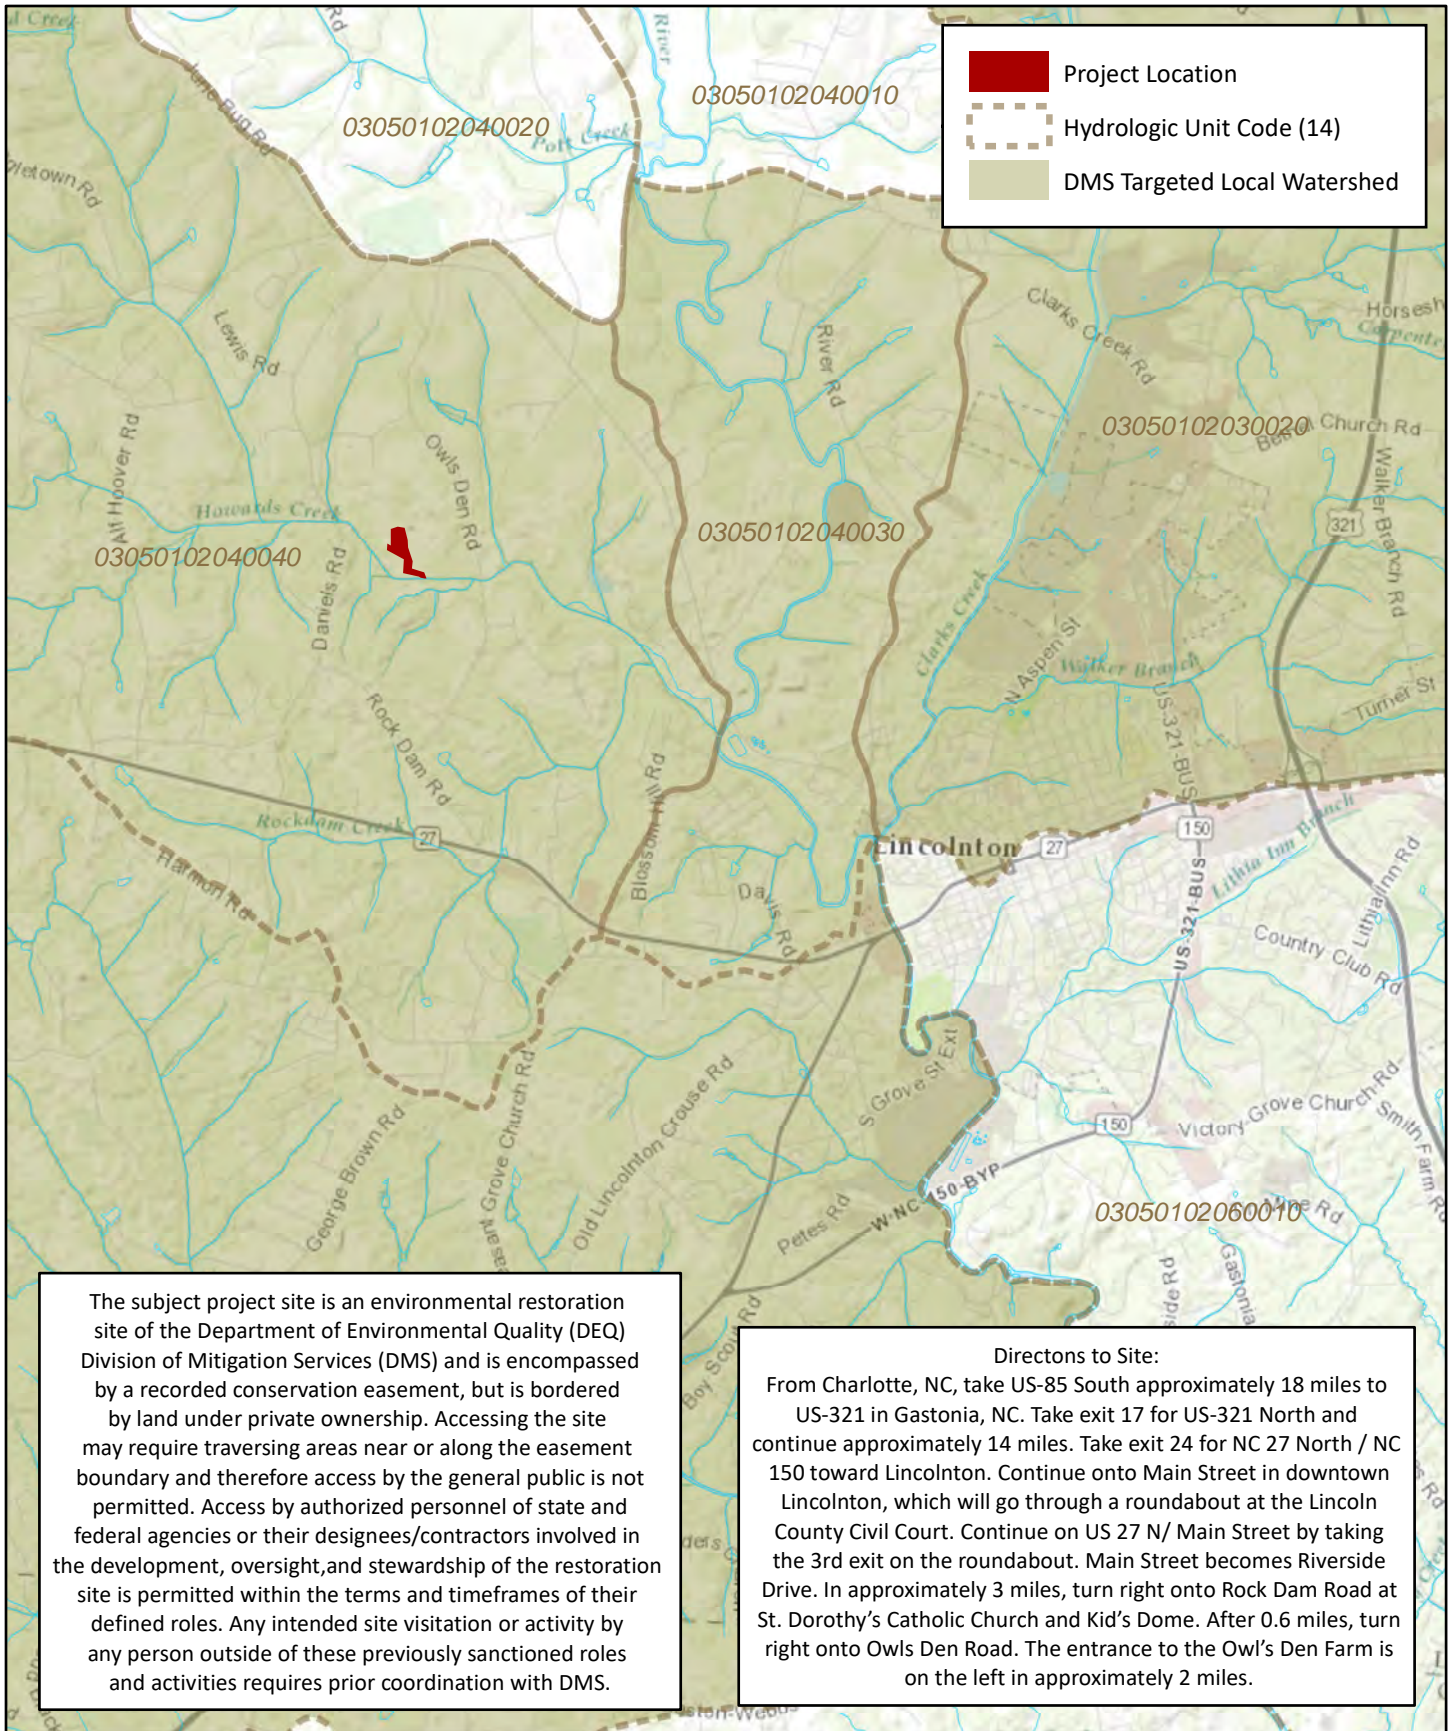 Project Location
Hydrologic Unit Code (14)
DMS Targeted Local Watershed
River
Rd
June Bug Rd
03050102040010
03050102040020
Pott Creek
Lewis Rd
River Rd
Clarks Creek Rd
03050102030020
Church Rd
Walker Branch Rd
321
Alf Hoover Rd
Owls Den Rd
Howards Creek
03050102040040
03050102040030
Daniels Rd
Clarks Creek
N Aspen St
Walker Branch
US-321-BUS
Turner St
Rock Dam Rd
Blossom Hill Rd
Rockdam Creek
27
Harmon Rd
Davis Rd
Lincolnton
27
150
Lithia Inn Branch
Lithia Inn Rd
US-321-BUS
Country Club Rd
S Grove St Ext
Old Lincolnton Crouse Rd
George Brown Rd
Grove Church Rd
150
Victory Grove Church Rd
Smith Farm
03050102060010
Mine Rd
Petes Rd
W NC 150-BYP
Gastonia
side Rd
Boy Scout Rd
The subject project site is an environmental restoration
site of the Department of Environmental Quality (DEQ)
Division of Mitigation Services (DMS) and is encompassed
by a recorded conservation easement, but is bordered
by land under private ownership. Accessing the site
may require traversing areas near or along the easement
boundary and therefore access by the general public is not
permitted. Access by authorized personnel of state and
federal agencies or their designees/contractors involved in
the development, oversight,and stewardship of the restoration
site is permitted within the terms and timeframes of their
defined roles. Any intended site visitation or activity by
any person outside of these previously sanctioned roles
and activities requires prior coordination with DMS.
Directons to Site:
From Charlotte, NC, take US-85 South approximately 18 miles to
US-321 in Gastonia, NC. Take exit 17 for US-321 North and
continue approximately 14 miles. Take exit 24 for NC 27 North / NC
150 toward Lincolnton. Continue onto Main Street in downtown
Lincolnton, which will go through a roundabout at the Lincoln
County Civil Court. Continue on US 27 N/ Main Street by taking
the 3rd exit on the roundabout. Main Street becomes Riverside
Drive. In approximately 3 miles, turn right onto Rock Dam Road at
St. Dorothy's Catholic Church and Kid's Dome. After 0.6 miles, turn
right onto Owls Den Road. The entrance to the Owl's Den Farm is
on the left in approximately 2 miles.